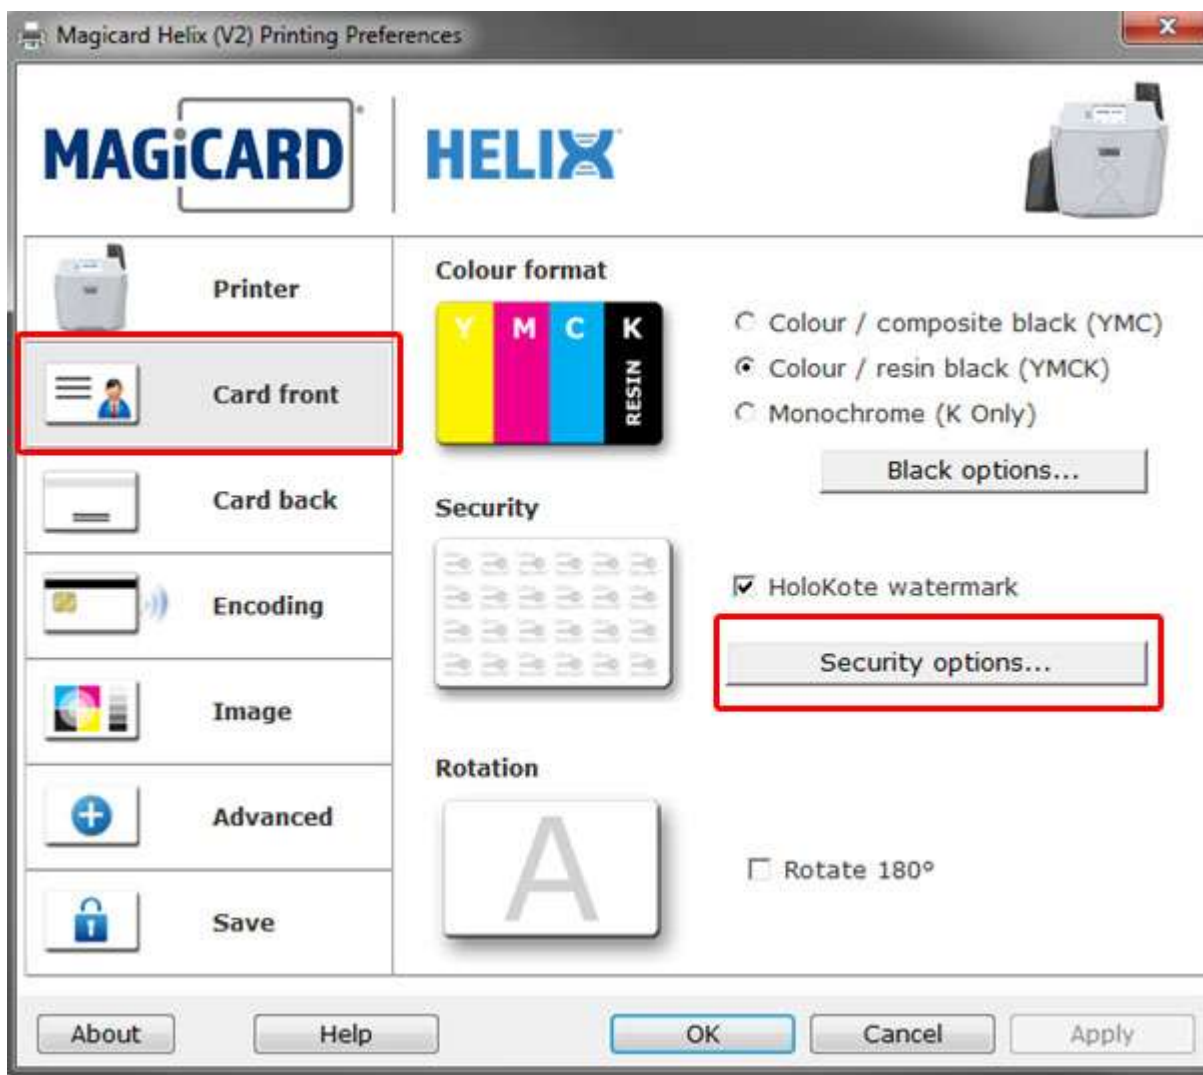 Magicard Helix (V2) Printing Preferences
MAGiCARD
HELIX
Printer
Card front
Card back
Encoding
Image
Advanced
Save
Colour format
Y M C K
RESIN
Colour / composite black (YMC)
Colour / resin black (YMCK)
Monochrome (K Only)
Black options...
Security
HoloKote watermark
Security options...
Rotation
A
Rotate 180º
About
Help
OK
Cancel
Apply